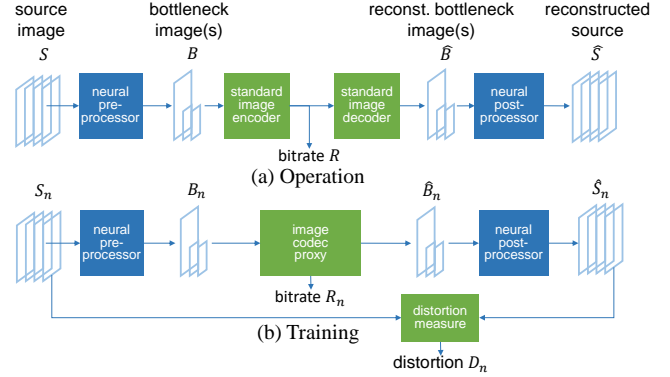 source image
bottleneck image(s)
reconst. bottleneck image(s)
reconstructed source
S
B
B̂
Ŝ
neural pre-processor
standard image encoder
standard image decoder
neural post-processor
bitrate R
(a) Operation
Sₙ
Bₙ
B̂ₙ
Ŝₙ
neural pre-processor
image codec proxy
neural post-processor
bitrate Rₙ
(b) Training
distortion measure
distortion Dₙ